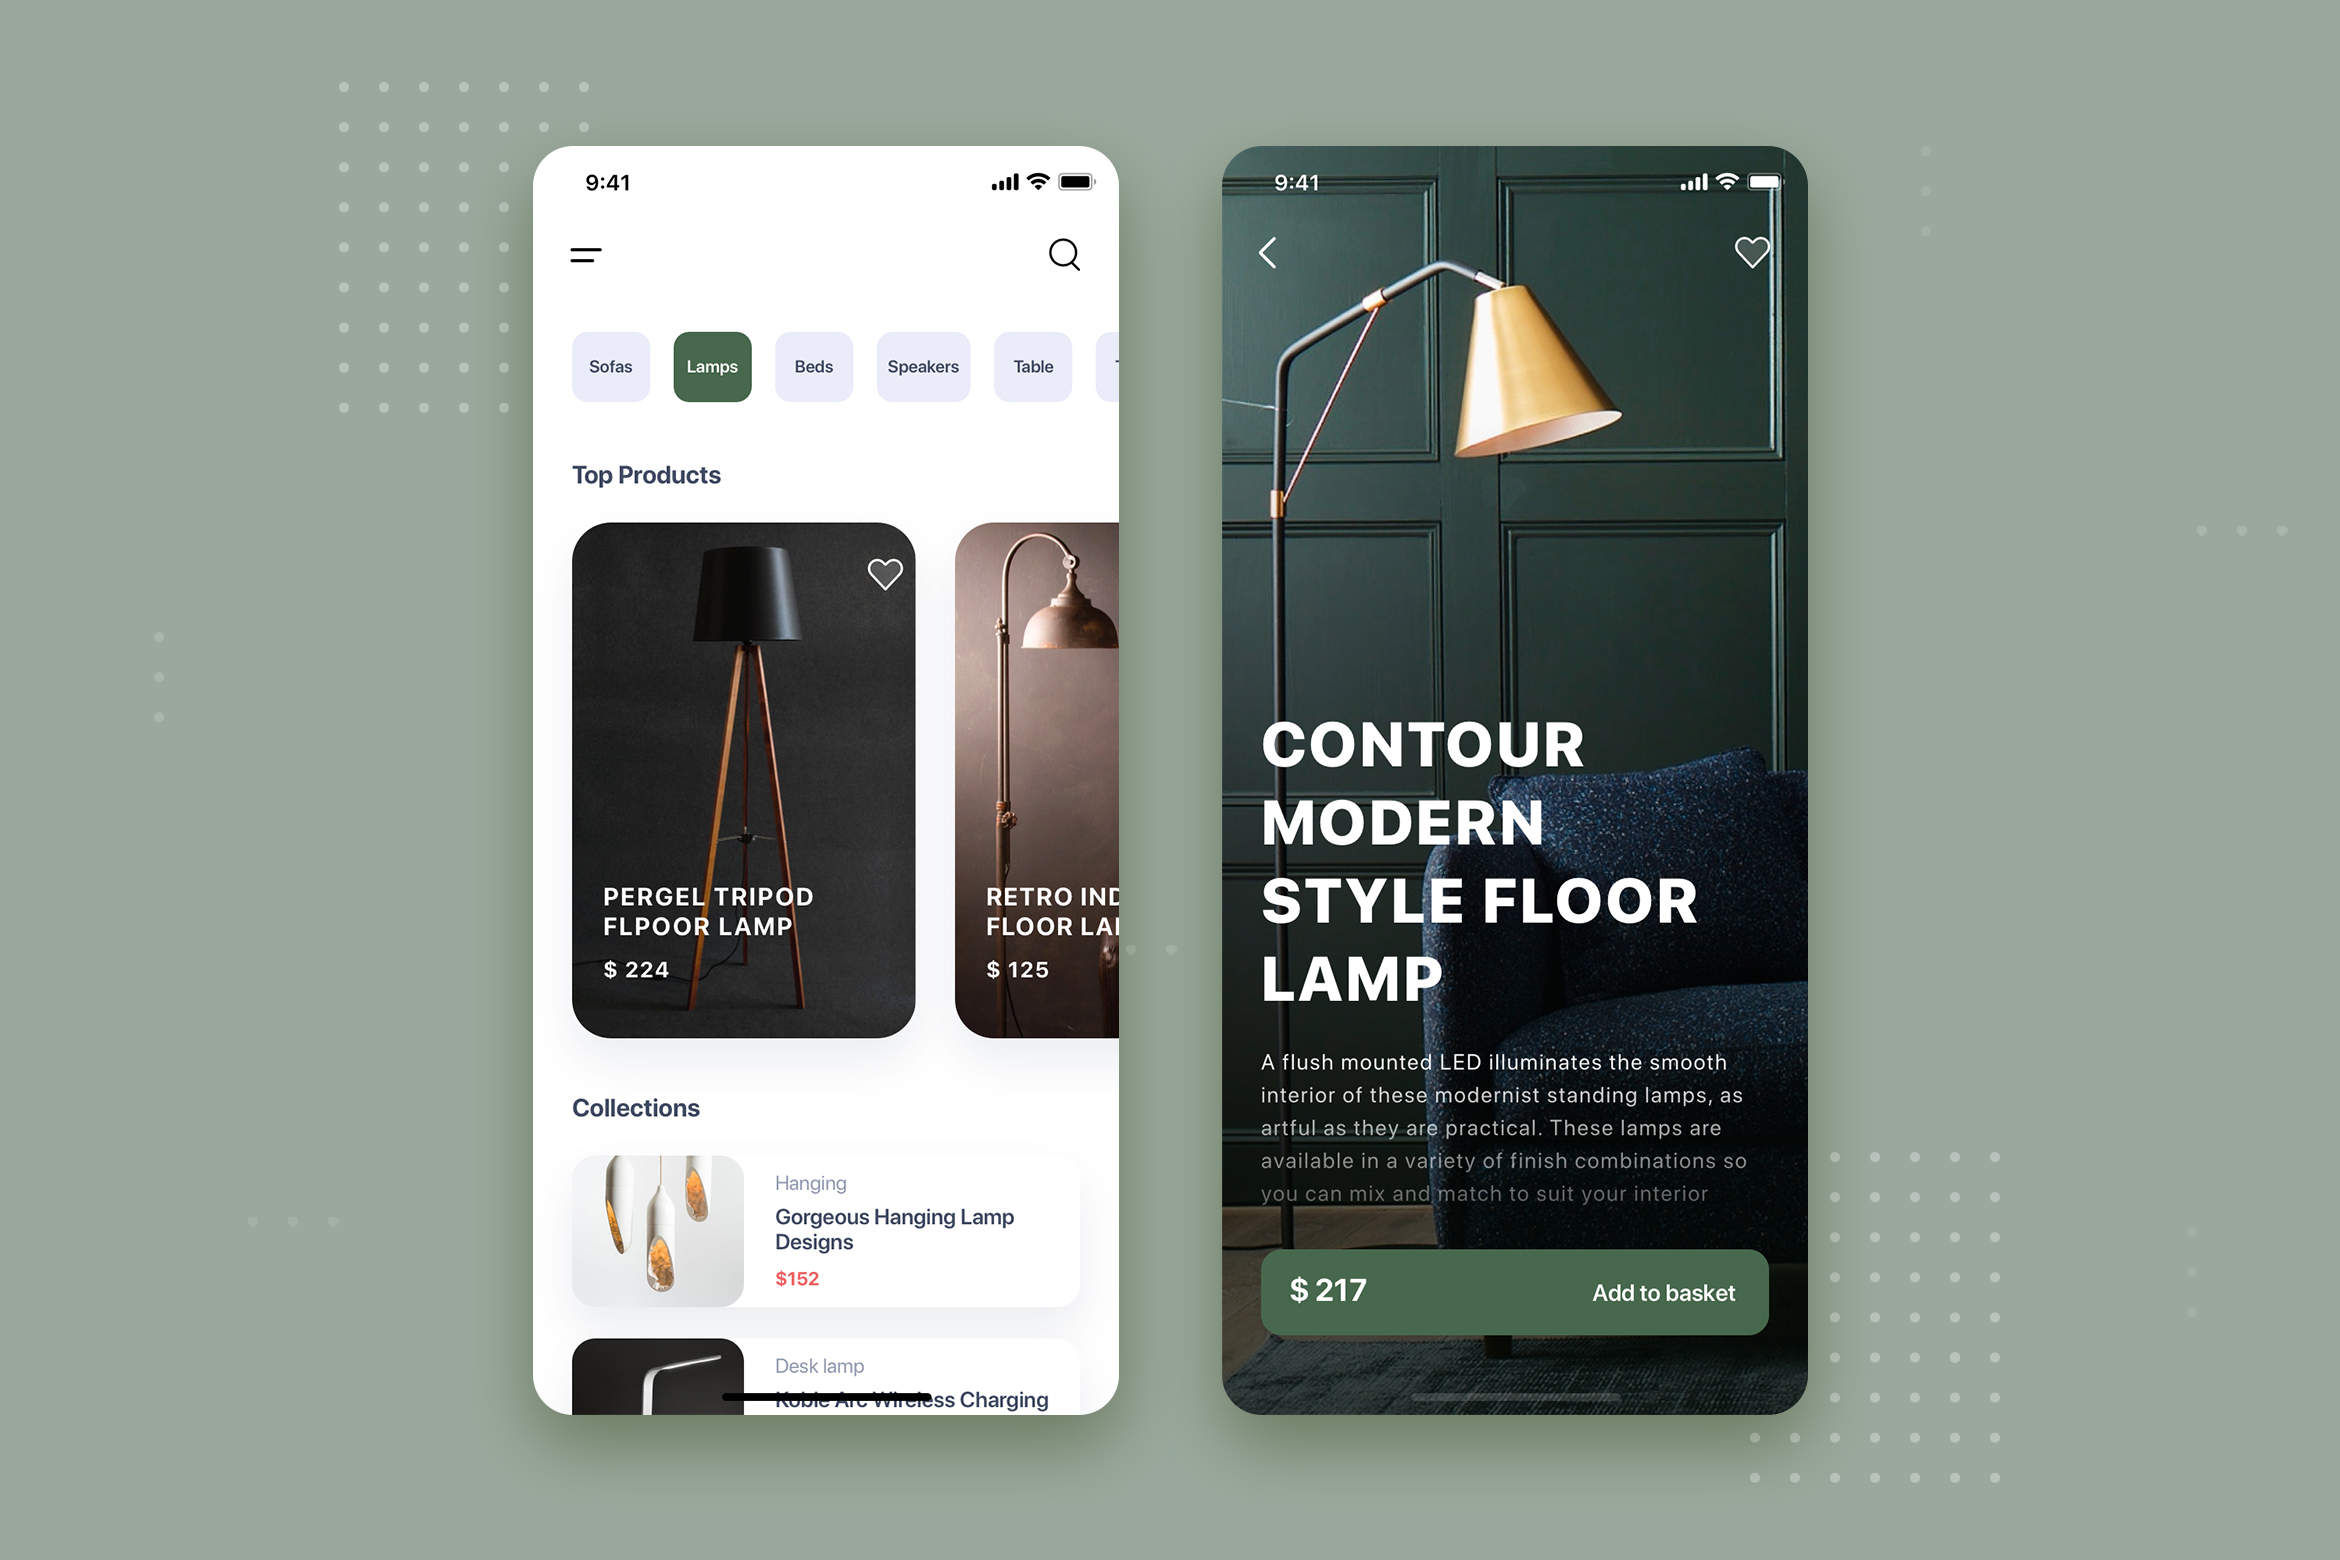 9:41
Sofas
Lamps
Beds
Speakers
Table
Top Products
PERGEL TRIPOD
FLPOOR LAMP
$ 224
RETRO IND
FLOOR LA
$ 125
Collections
Hanging
Gorgeous Hanging Lamp
Designs
$152
Desk lamp
Koble Arc Wireless Charging
9:41
CONTOUR
MODERN
STYLE FLOOR
LAMP
A flush mounted LED illuminates the smooth
interior of these modernist standing lamps, as
artful as they are practical. These lamps are
available in a variety of finish combinations so
you can mix and match to suit your interior
$ 217
Add to basket